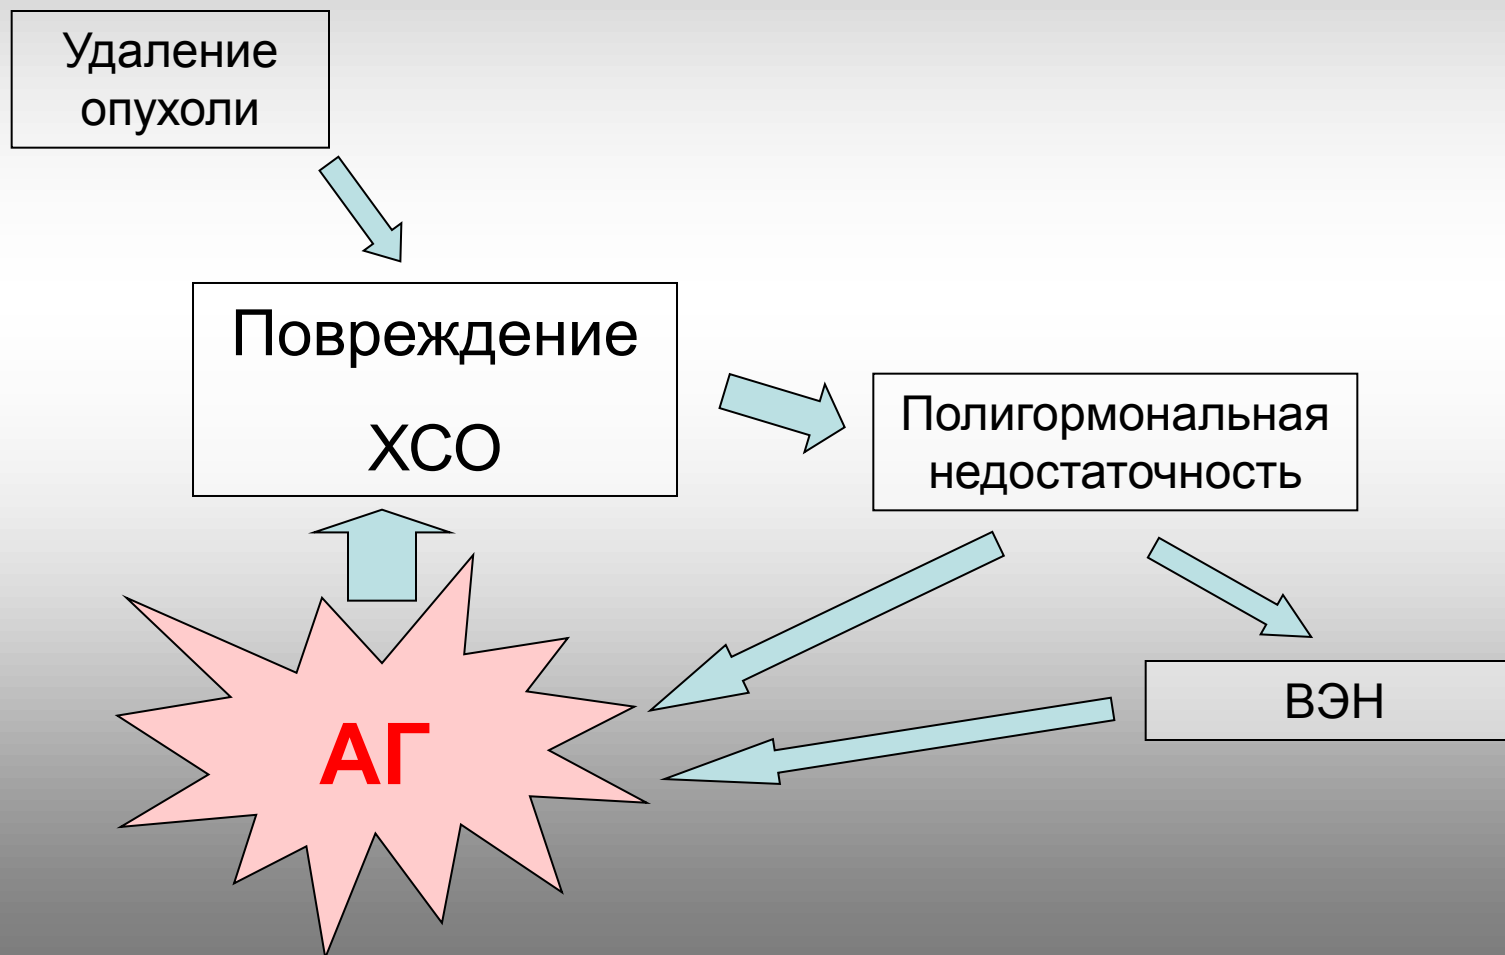 Удаление
опухоли
Повреждение
ХСО
Полигормональная
недостаточность
ВЭН
АГ